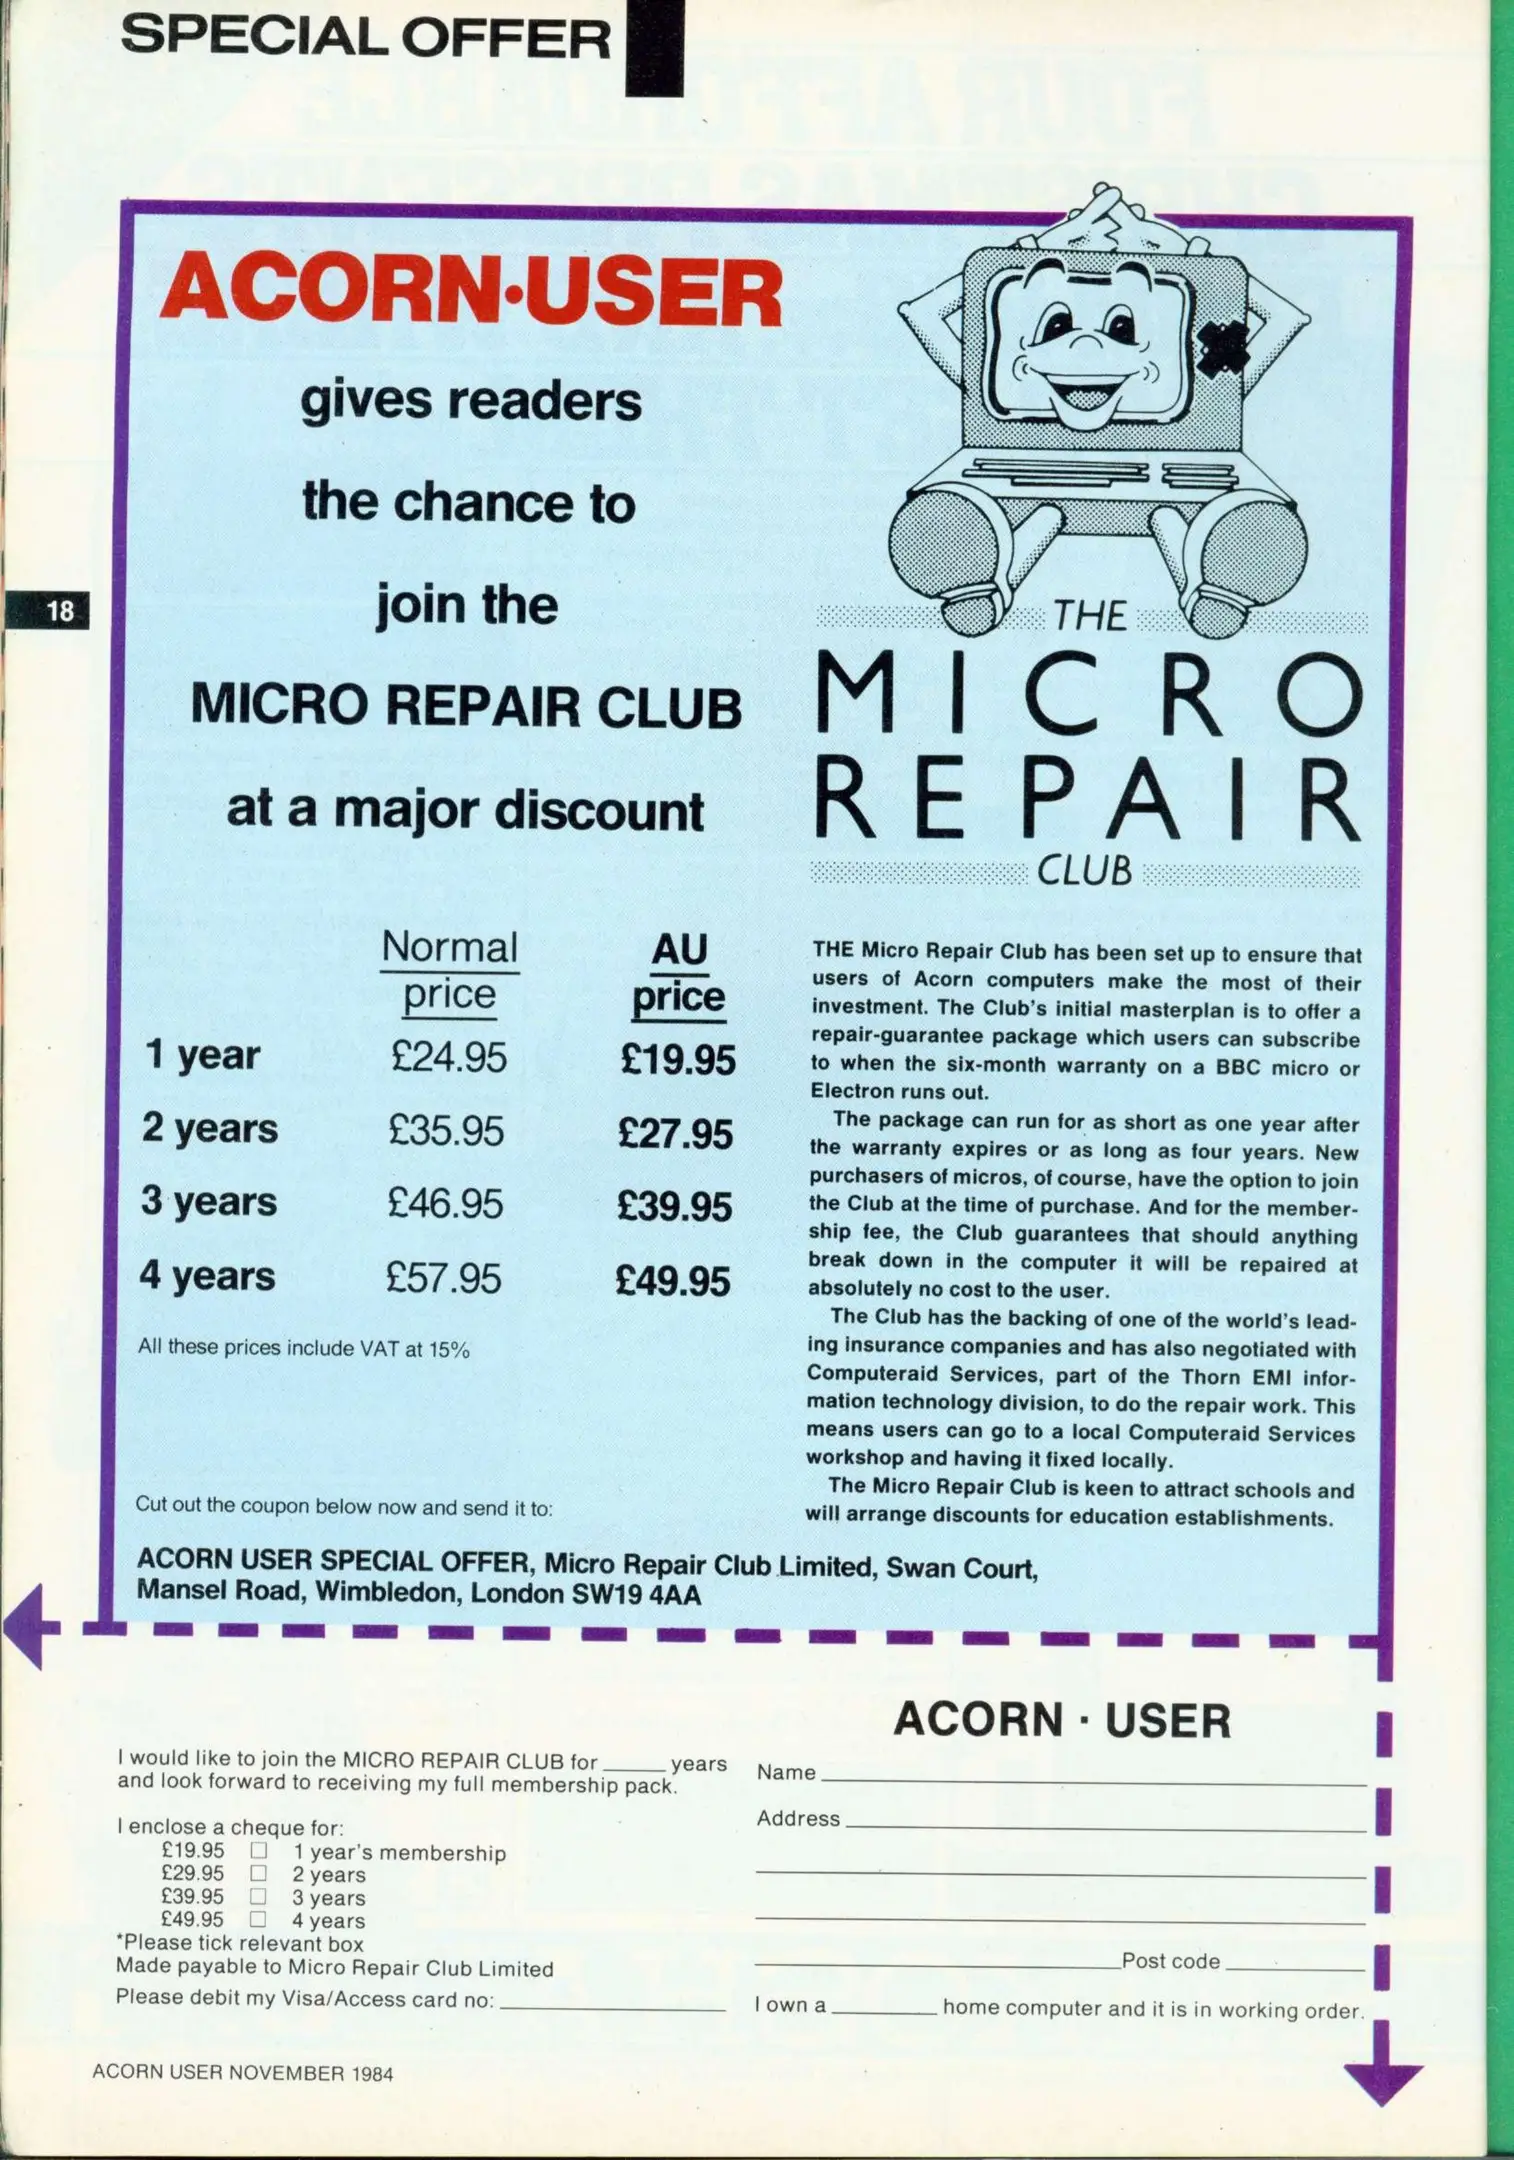 SPECIAL OFFER
18
ACORN·USER
gives readers
the chance to
join the
MICRO REPAIR CLUB
at a major discount
THE
MICRO
REPAIR
CLUB
Normal price AU price
1 year £24.95 £19.95
2 years £35.95 £27.95
3 years £46.95 £39.95
4 years £57.95 £49.95
All these prices include VAT at 15%
THE Micro Repair Club has been set up to ensure that
users of Acorn computers make the most of their
investment. The Club's initial masterplan is to offer a
repair-guarantee package which users can subscribe
to when the six-month warranty on a BBC micro or
Electron runs out.
The package can run for as short as one year after
the warranty expires or as long as four years. New
purchasers of micros, of course, have the option to join
the Club at the time of purchase. And for the member-
ship fee, the Club guarantees that should anything
break down in the computer it will be repaired at
absolutely no cost to the user.
The Club has the backing of one of the world's lead-
ing insurance companies and has also negotiated with
Computeraid Services, part of the Thorn EMI infor-
mation technology division, to do the repair work. This
means users can go to a local Computeraid Services
workshop and having it fixed locally.
The Micro Repair Club is keen to attract schools and
will arrange discounts for education establishments.
Cut out the coupon below now and send it to:
ACORN USER SPECIAL OFFER, Micro Repair Club Limited, Swan Court,
Mansel Road, Wimbledon, London SW19 4AA
I would like to join the MICRO REPAIR CLUB for ______ years
and look forward to receiving my full membership pack.
I enclose a cheque for:
£19.95 □ 1 year's membership
£29.95 □ 2 years
£39.95 □ 3 years
£49.95 □ 4 years
*Please tick relevant box
Made payable to Micro Repair Club Limited
Please debit my Visa/Access card no: ______
ACORN · USER
Name ______
Address ______
Post code ______
I own a ______ home computer and it is in working order.
ACORN USER NOVEMBER 1984